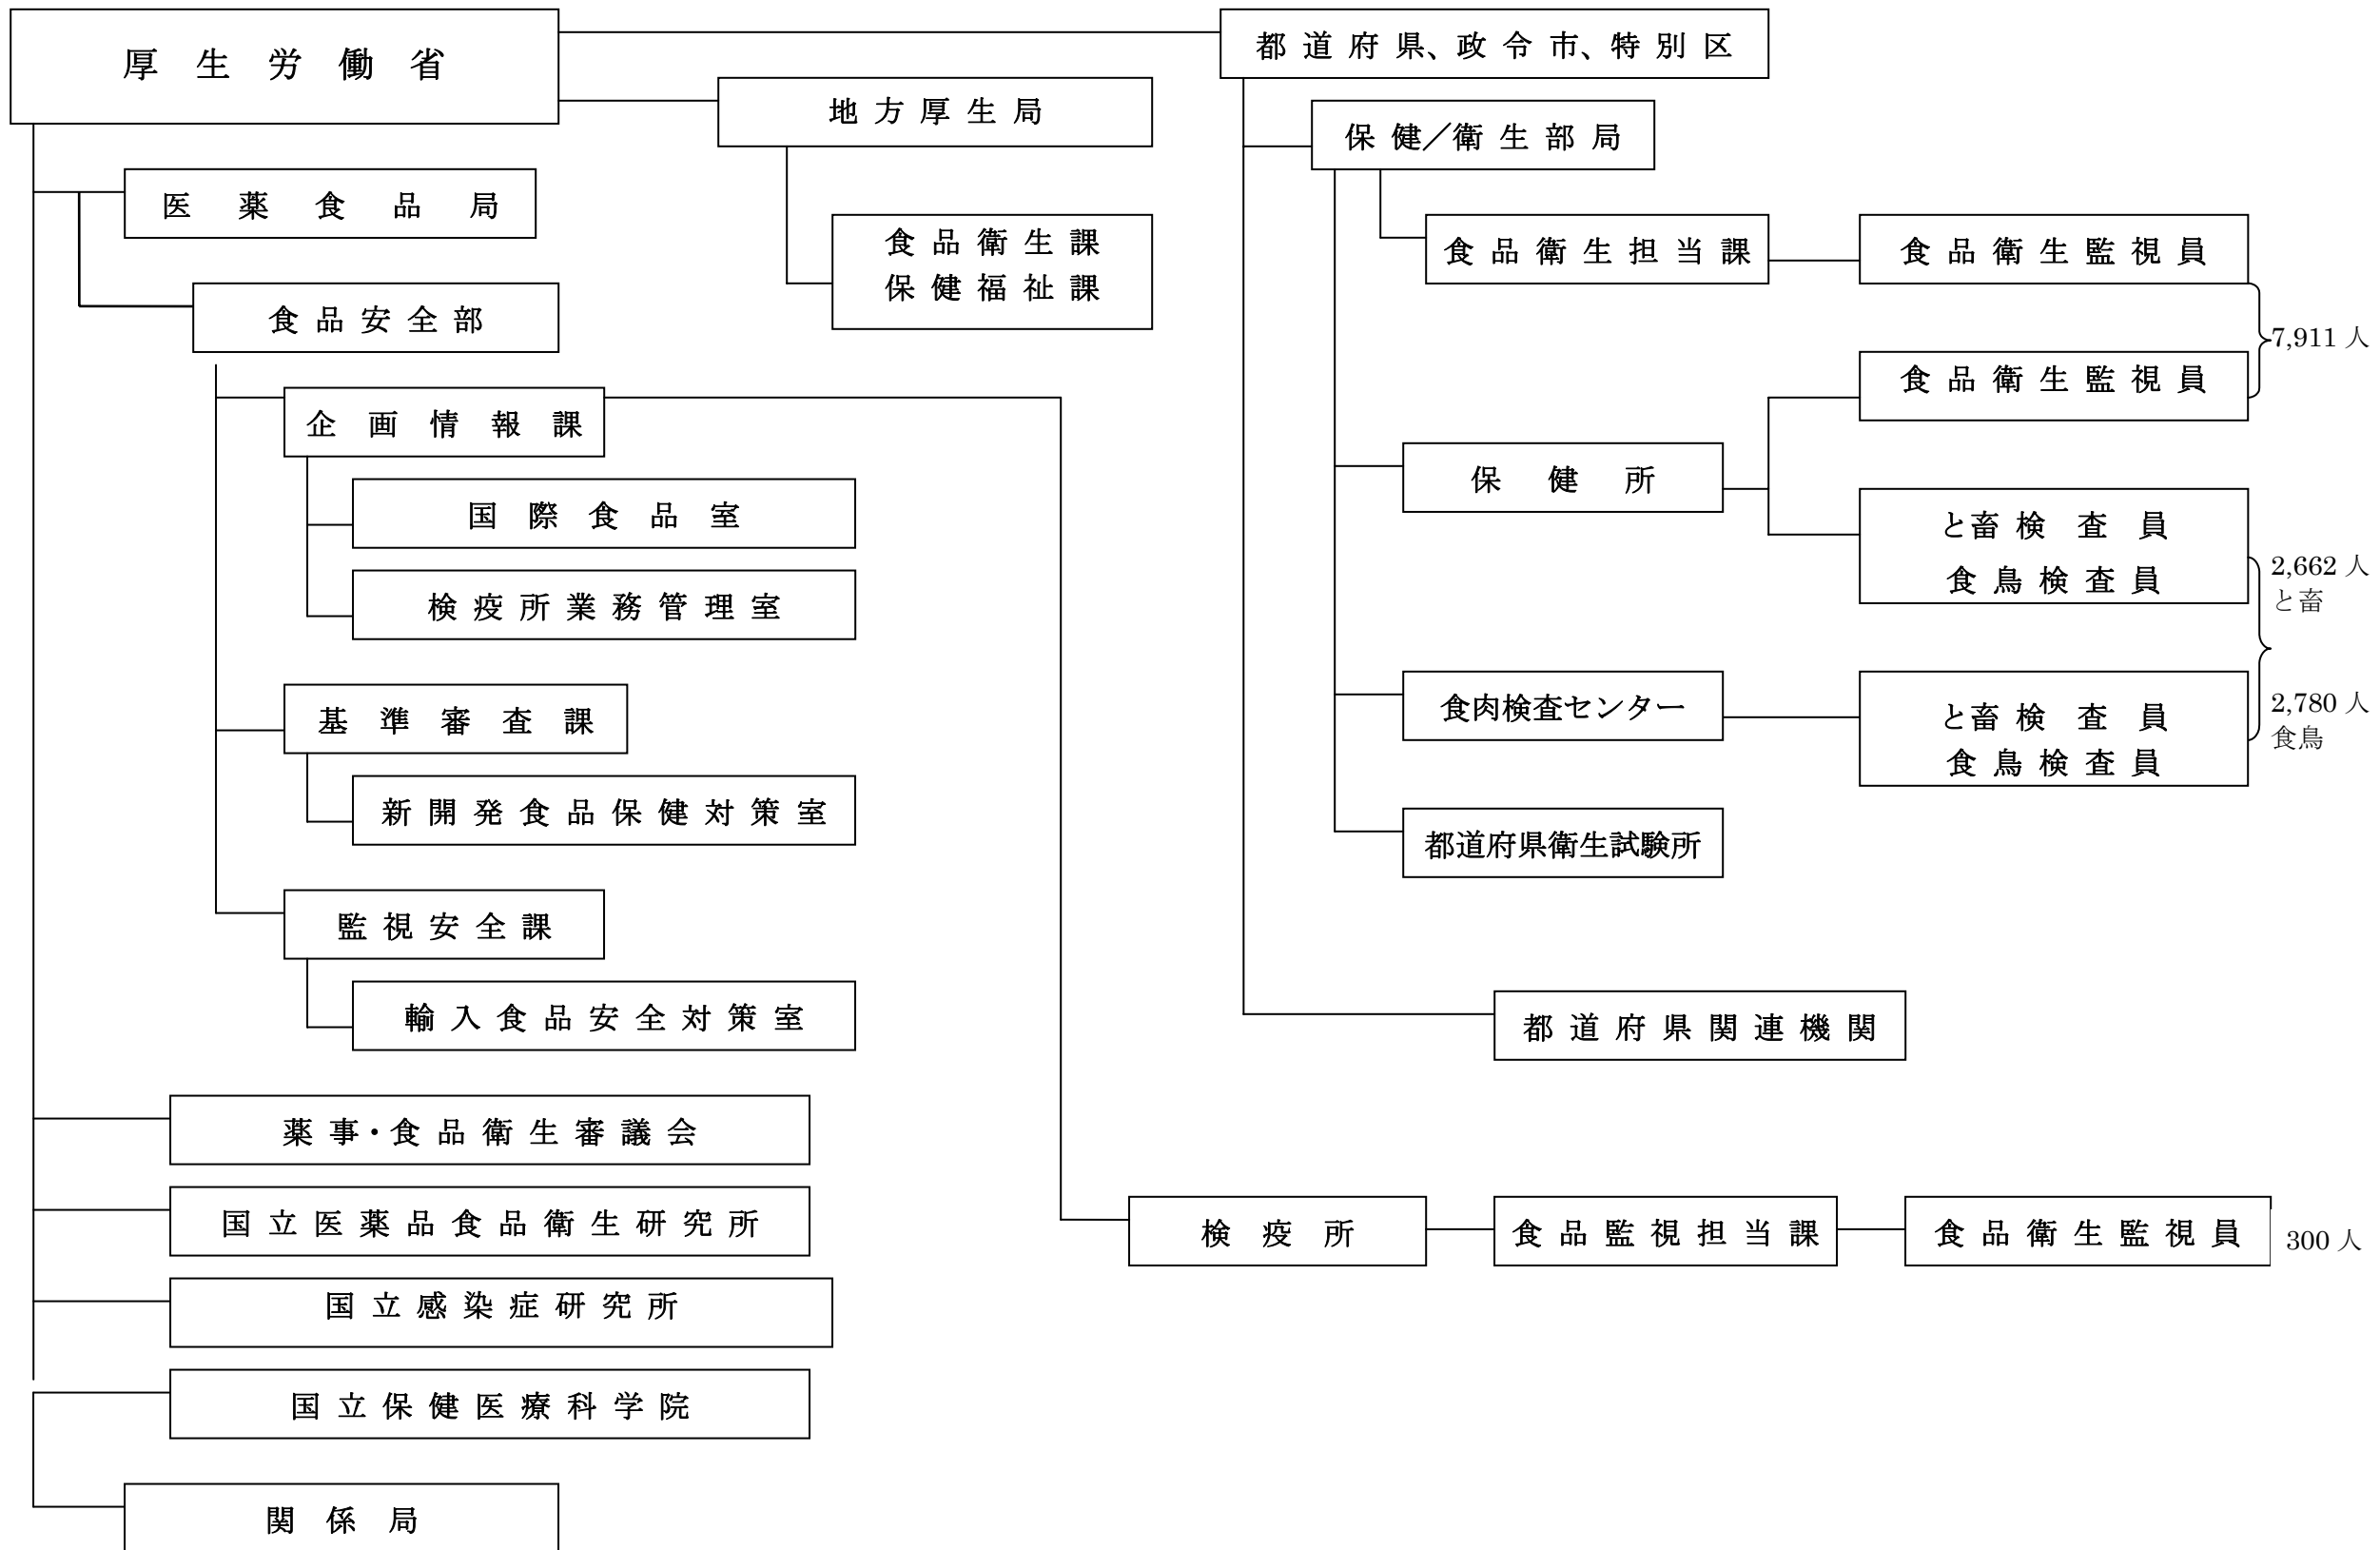 厚生労働省
都道府県、政令市、特別区
地方厚生局
保健／衛生部局
医薬食品局
食品衛生課
保健福祉課
食品衛生担当課
食品衛生監視員
食品安全部
7,911 人
食品衛生監視員
企画情報課
保健所
国際食品室
と畜検査員
食鳥検査員
2,662 人
と畜
検疫所業務管理室
基準審査課
食肉検査センター
と畜検査員
食鳥検査員
2,780 人
食鳥
新開発食品保健対策室
都道府県衛生試験所
監視安全課
輸入食品安全対策室
都道府県関連機関
薬事・食品衛生審議会
国立医薬品食品衛生研究所
検疫所
食品監視担当課
食品衛生監視員
300 人
国立感染症研究所
国立保健医療科学院
関係局